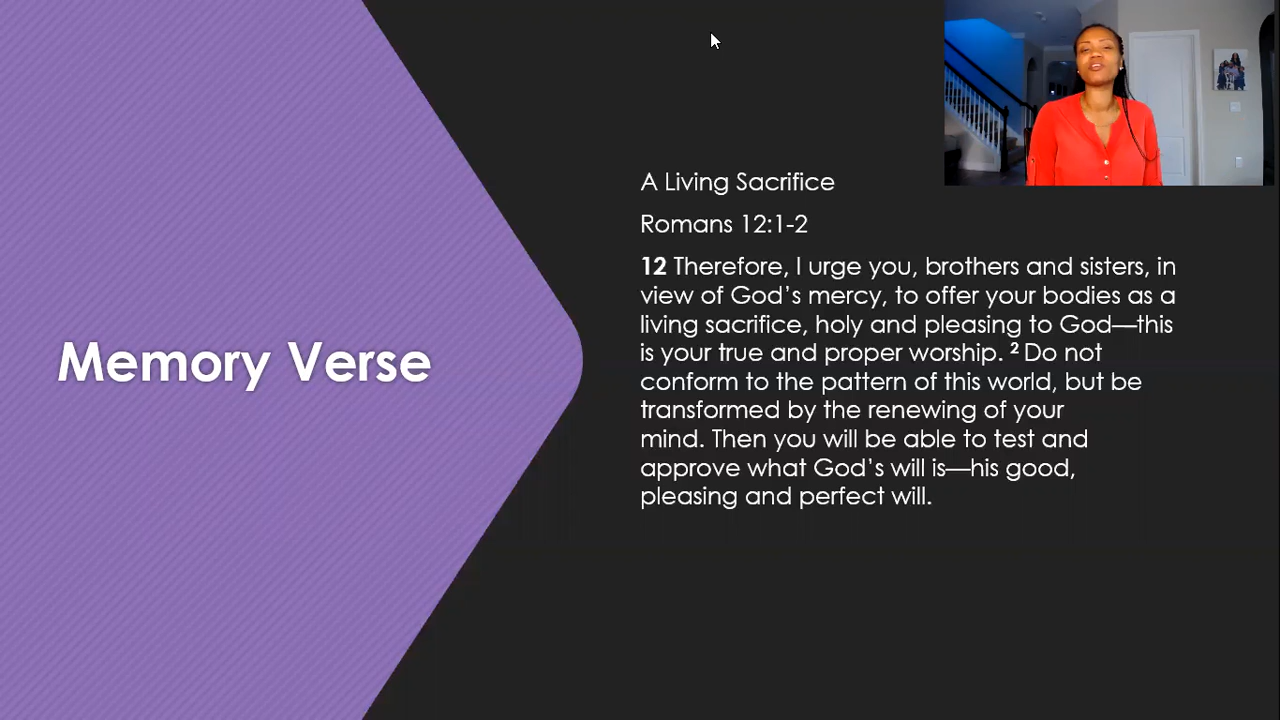 Memory Verse
A Living Sacrifice
Romans 12:1-2
12 Therefore, I urge you, brothers and sisters, in
view of God’s mercy, to offer your bodies as a
living sacrifice, holy and pleasing to God—this
is your true and proper worship. ² Do not
conform to the pattern of this world, but be
transformed by the renewing of your
mind. Then you will be able to test and
approve what God’s will is—his good,
pleasing and perfect will.